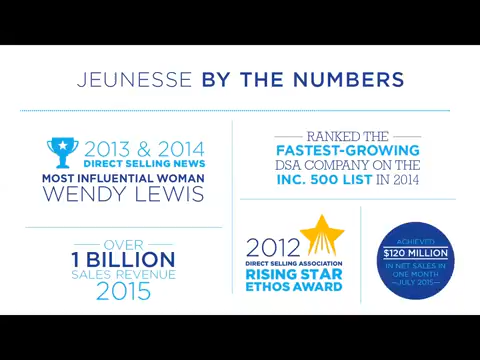 JEUNESSE BY THE NUMBERS
2013 & 2014
DIRECT SELLING NEWS
MOST INFLUENTIAL WOMAN
WENDY LEWIS
RANKED THE
FASTEST-GROWING
DSA COMPANY ON THE
INC. 500 LIST IN 2014
OVER
1 BILLION
SALES REVENUE
2015
2012
DIRECT SELLING ASSOCIATION
RISING STAR
ETHOS AWARD
ACHIEVED
$120 MILLION
IN NET SALES IN
ONE MONTH
—JULY 2015—